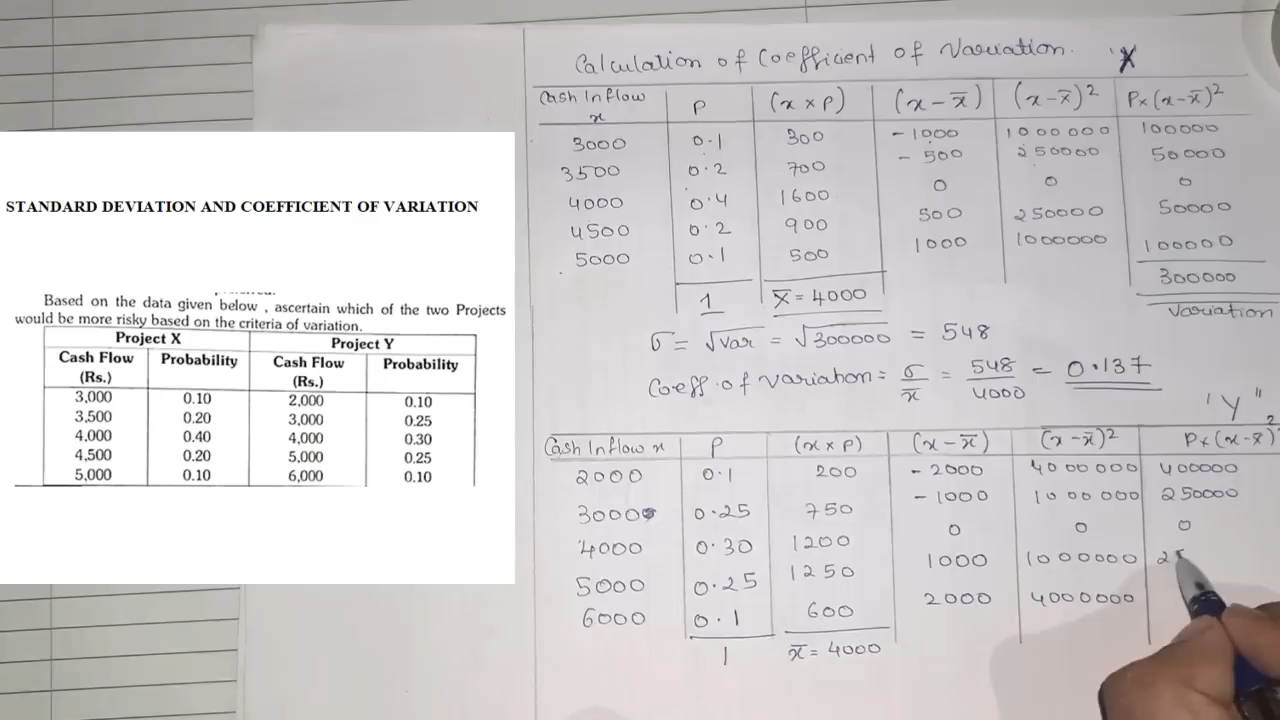 STANDARD DEVIATION AND COEFFICIENT OF VARIATION
Based on the data given below , ascertain which of the two Projects
would be more risky based on the criteria of variation.
Project X Project Y
Cash Flow Probability Cash Flow Probability
(Rs.) (Rs.)
3,000 0.10 2,000 0.10
3,500 0.20 3,000 0.25
4,000 0.40 4,000 0.30
4,500 0.20 5,000 0.25
5,000 0.10 6,000 0.10
Calculation of Coefficient of Variation. 'X
Cash Inflow x P (x × P) (x - x̄) (x - x̄)² P×(x - x̄)²
3000 0.1 300 -1000 1000000 100000
3500 0.2 700 -500 250000 50000
4000 0.4 1600 0 0 0
4500 0.2 900 500 250000 50000
5000 0.1 500 1000 1000000 100000
1 x̄ = 4000 300000
Variation
σ = √var = √300000 = 548
Coeff. of variation = σ/x̄ = 548/4000 = 0.137
'Y"
Cash Inflow x P (x × P) (x - x̄) (x - x̄)² P×(x - x̄)²
2000 0.1 200 -2000 4000000 400000
3000 0.25 750 -1000 1000000 250000
4000 0.30 1200 0 0 0
5000 0.25 1250 1000 1000000 25
6000 0.1 600 2000 4000000
1 x̄ = 4000